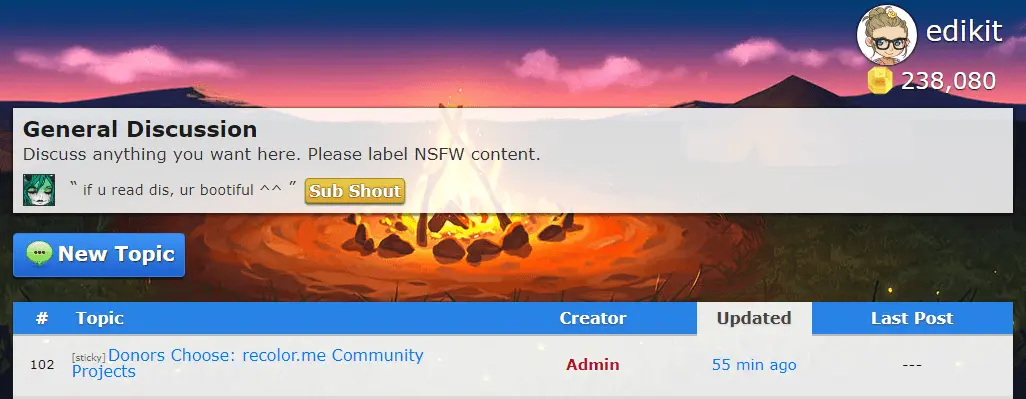 edikit
238,080
General Discussion
Discuss anything you want here. Please label NSFW content.
“ if u read dis, ur bootiful ^^ ” Sub Shout
New Topic
# Topic Creator Updated Last Post
102 [sticky] Donors Choose: recolor.me Community
Projects Admin 55 min ago ---